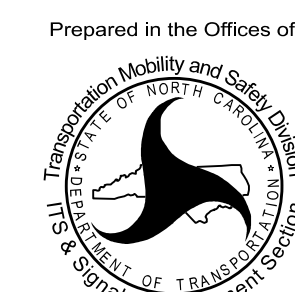 Prepared in the Offices of
Transportation Mobility and Safety Division
STATE OF NORTH CAROLINA
DEPARTMENT OF TRANSPORTATION
ITS & Signal
Section